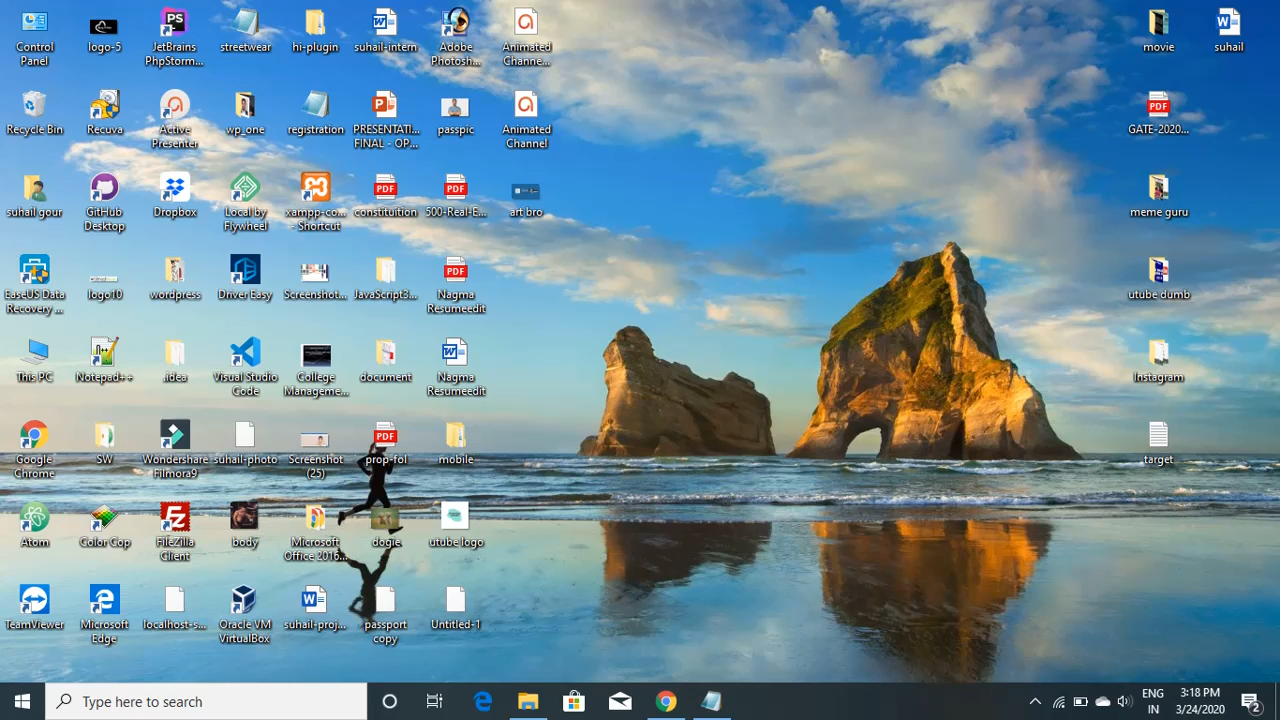 Control
Panel
logo-5
JetBrains
PhpStorm...
streetwear
hi-plugin
suhail-intern
Adobe
Photosh...
Animated
Channe...
movie
suhail
Recycle Bin
Recuva
Active
Presenter
wp_one
registration
PRESENTATI...
FINAL - OP...
passpic
Animated
Channel
GATE-2020...
suhail gour
GitHub
Desktop
Dropbox
Local by
Flywheel
xampp-co...
- Shortcut
constituition
500-Real-E...
art bro
meme guru
EaseUS Data
Recovery ...
logo10
wordpress
Driver Easy
Screenshot...
JavaScript3...
Nagma
Resumeedit
utube dumb
This PC
Notepad++
.idea
Visual Studio
Code
College
Manageme...
document
Nagma
Resumeedit
Instagram
Google
Chrome
SW
Wondershare
Filmora9
suhail-photo
Screenshot
(25)
prop-fol
mobile
target
Atom
Color Cop
FileZilla
Client
body
Microsoft
Office 2016...
dogie
utube logo
TeamViewer
Microsoft
Edge
localhost-s...
Oracle VM
VirtualBox
suhail-proj...
passport
copy
Untitled-1
Type here to search
ENG
IN
3:18 PM
3/24/2020
2